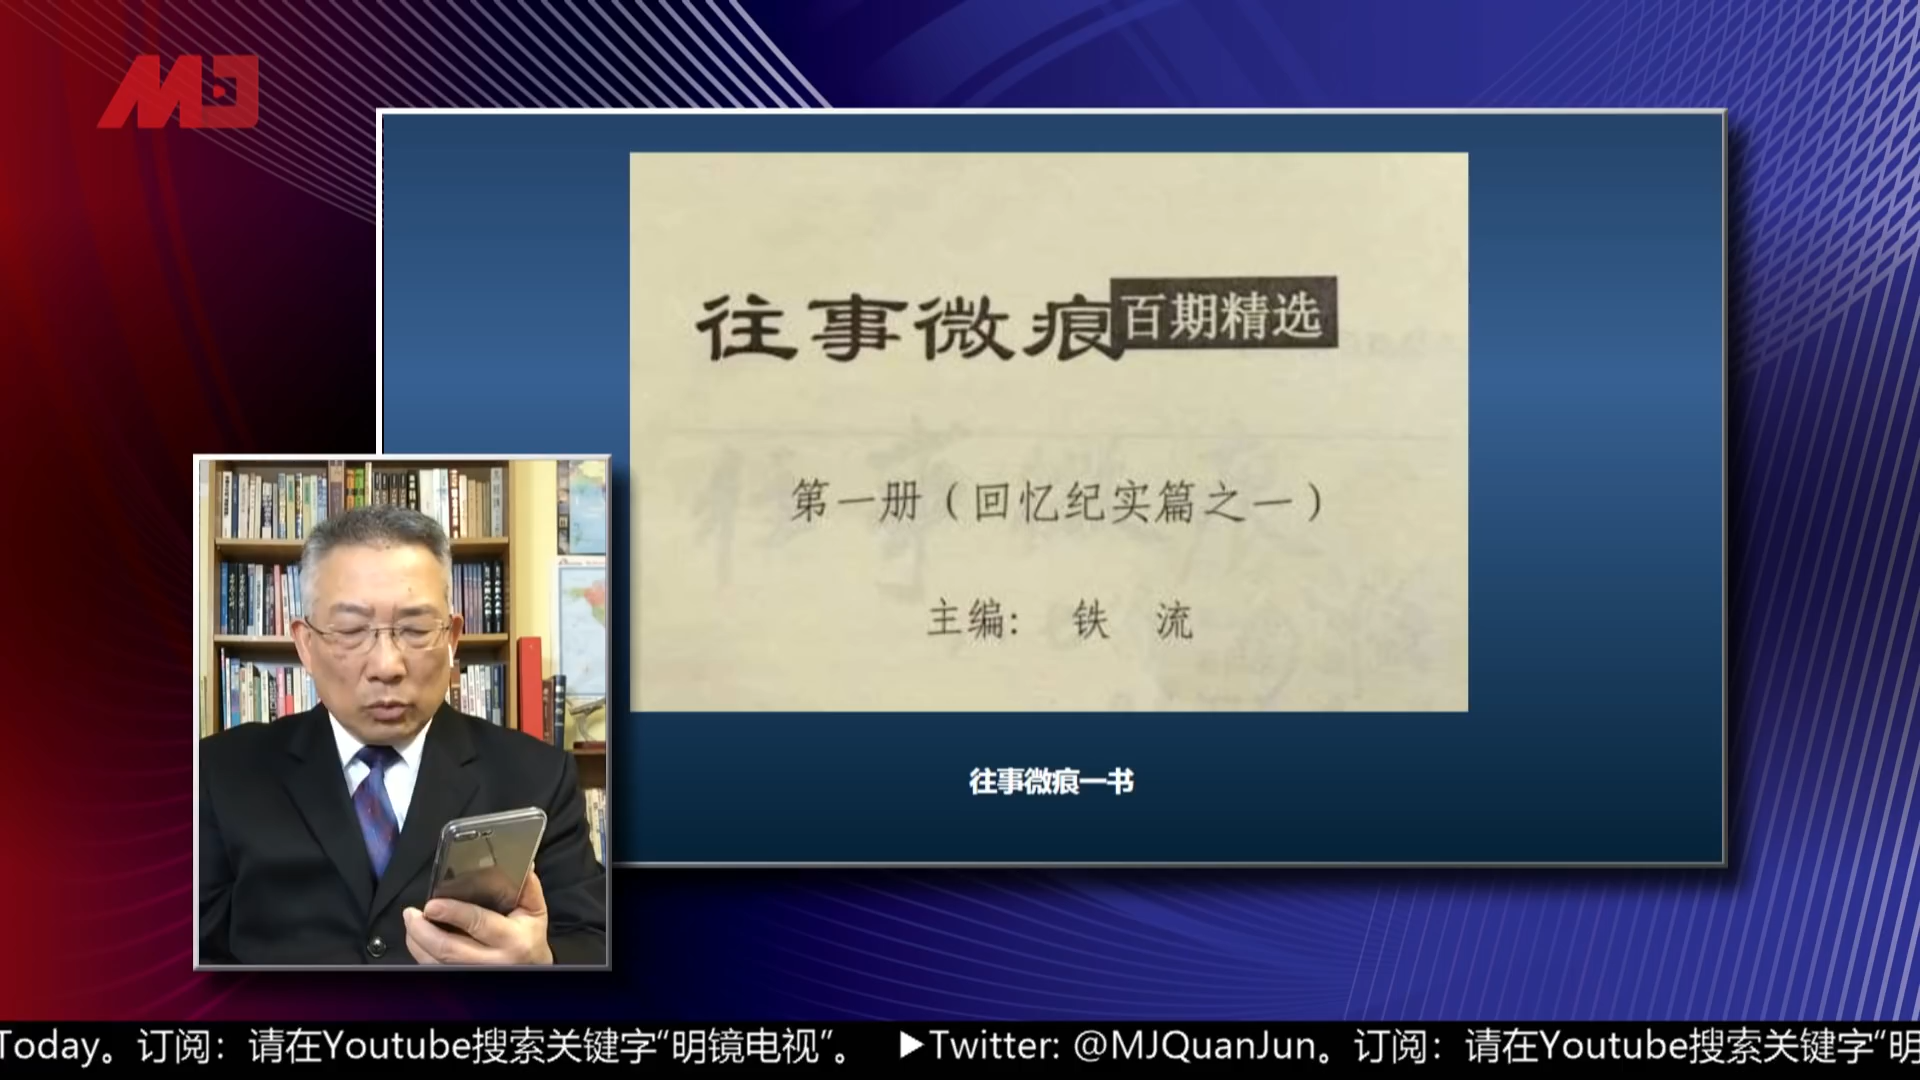 MJ
往事微痕百期精选
第一册（回忆纪实篇之一）
主编： 铁 流
往事微痕一书
Today。订阅：请在Youtube搜索关键字“明镜电视”。 ▶Twitter: @MJQuanJun。订阅：请在Youtube搜索关键字“明